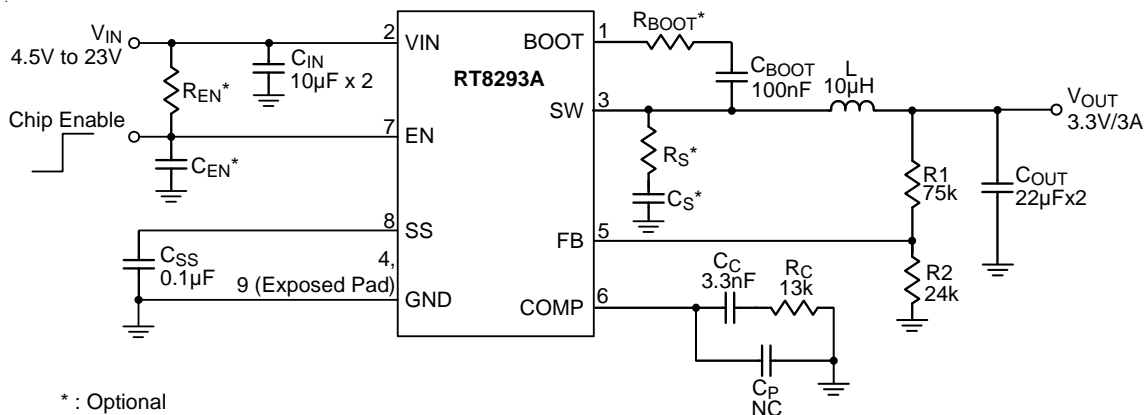 VIN
4.5V to 23V
REN*
CIN
10µF x 2
Chip Enable
CEN*
CSS
0.1µF
2
VIN
7
EN
8
SS
4,
9 (Exposed Pad)
GND
RT8293A
BOOT
1
SW
3
FB
5
COMP
6
RBOOT*
CBOOT
100nF
L
10µH
RS*
CS*
R1
75k
R2
24k
COUT
22µFx2
VOUT
3.3V/3A
CC
3.3nF
RC
13k
CP
NC
* : Optional